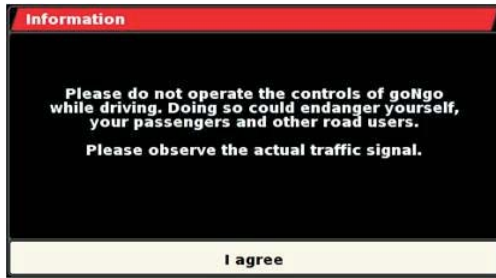 Information
Please do not operate the controls of goNgo
while driving. Doing so could endanger yourself,
your passengers and other road users.
Please observe the actual traffic signal.
I agree